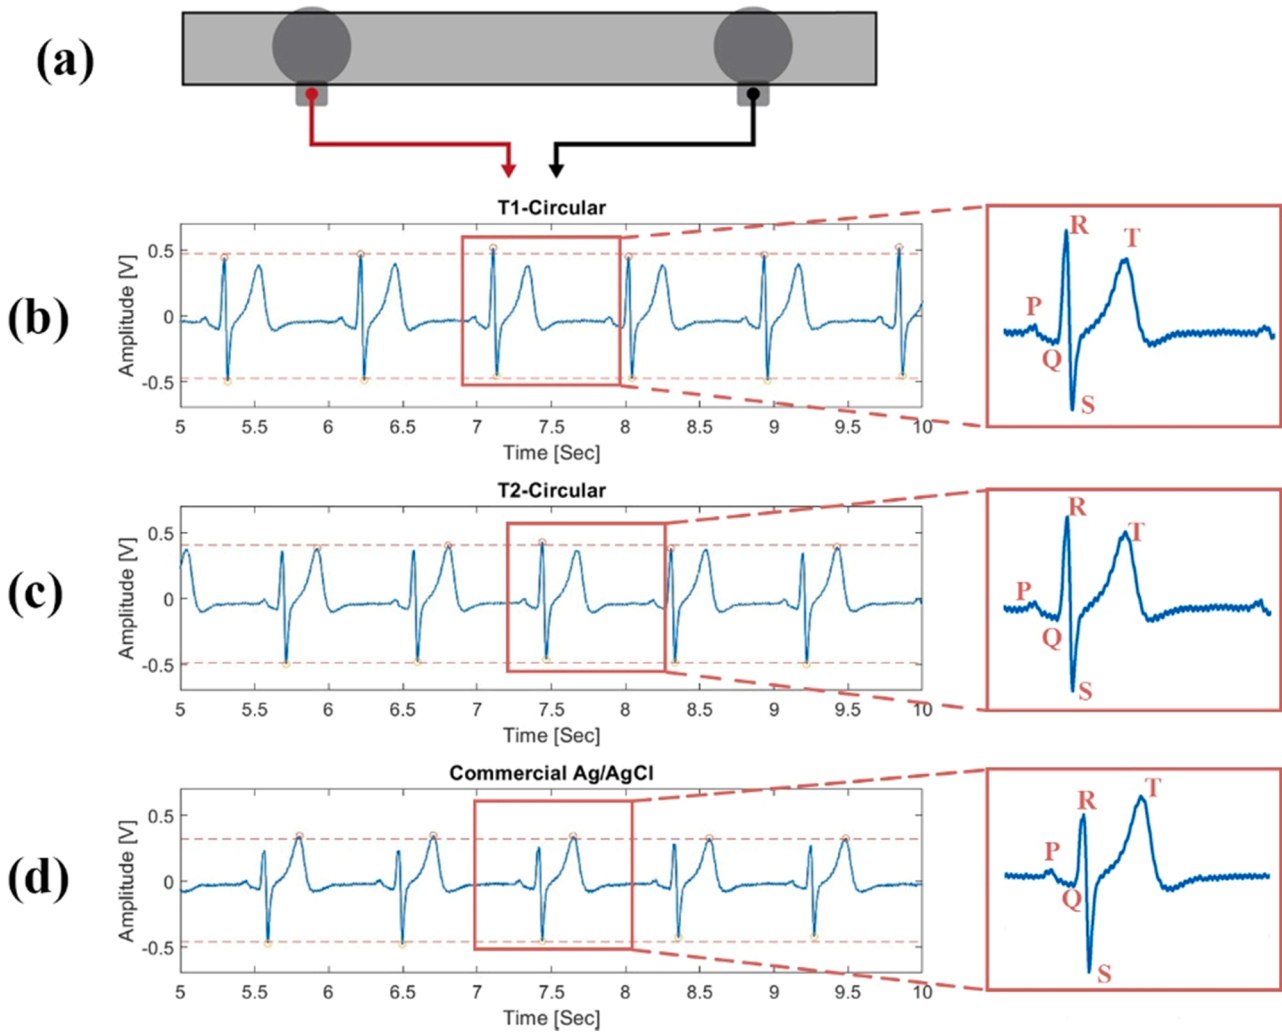 (a)
T1-Circular
(b)
Amplitude [V]
0.5
0
-0.5
5 5.5 6 6.5 7 7.5 8 8.5 9 9.5 10
Time [Sec]
R
T
P
Q
S
T2-Circular
(c)
Amplitude [V]
0.5
0
-0.5
5 5.5 6 6.5 7 7.5 8 8.5 9 9.5 10
Time [Sec]
R
T
P
Q
S
Commercial Ag/AgCl
(d)
Amplitude [V]
0.5
0
-0.5
5 5.5 6 6.5 7 7.5 8 8.5 9 9.5 10
Time [Sec]
T
R
P
Q
S